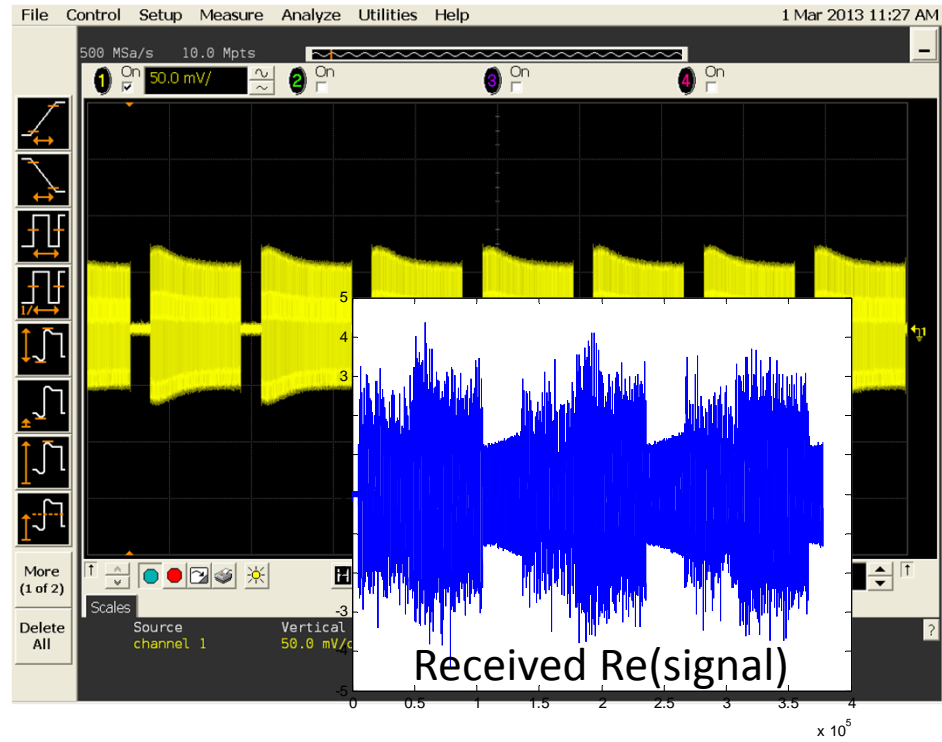 File Control Setup Measure Analyze Utilities Help 1 Mar 2013 11:27 AM
500 MSa/s 10.0 Mpts
1 On 50.0 mV/ 2 On 3 On 4 On
1
5
4
3
-3
-4
-5
0 0.5 1 1.5 2 2.5 3 3.5 4
x 10^5
Received Re(signal)
H
More
(1 of 2)
Delete
All
Scales
Source Vertical
channel 1 50.0 mV/
?